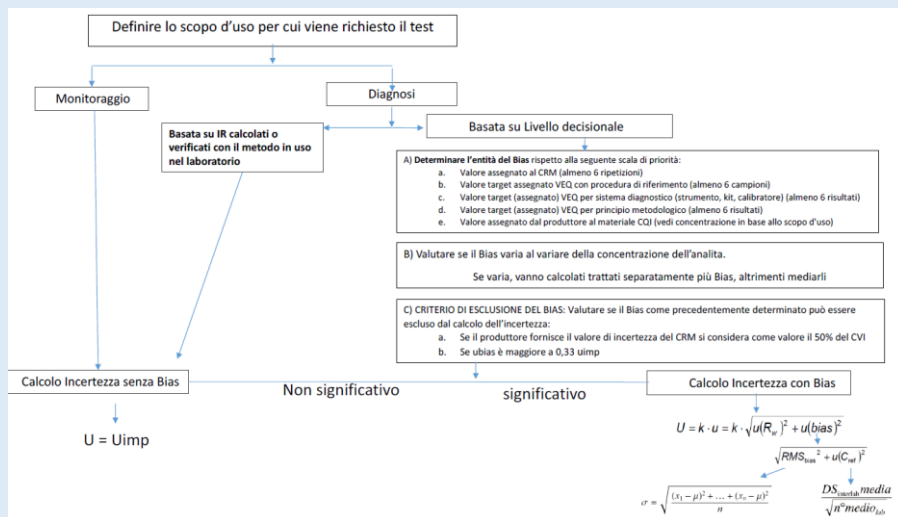 Definire lo scopo d'uso per cui viene richiesto il test
Monitoraggio
Diagnosi
Basata su IR calcolati o
verificati con il metodo in uso
nel laboratorio
Basata su Livello decisionale
A) Determinare l'entità del Bias rispetto alla seguente scala di priorità:
a. Valore assegnato al CRM (almeno 6 ripetizioni)
b. Valore target assegnato VEQ con procedura di riferimento (almeno 6 campioni)
c. Valore target (assegnato) VEQ per sistema diagnostico (strumento, kit, calibratore) (almeno 6 risultati)
d. Valore target (assegnato) VEQ per principio metodologico (almeno 6 risultati)
e. Valore assegnato dal produttore al materiale CQI (vedi concentrazione in base allo scopo d'uso)
B) Valutare se il Bias varia al variare della concentrazione dell'analita.
Se varia, vanno calcolati trattati separatamente più Bias, altrimenti mediarli
C) CRITERIO DI ESCLUSIONE DEL BIAS: Valutare se il Bias come precedentemente determinato può essere
escluso dal calcolo dell'incertezza:
a. Se il produttore fornisce il valore di incertezza del CRM si considera come valore il 50% del CVI
b. Se ubias è maggiore a 0,33 uimp
Calcolo Incertezza senza Bias
Non significativo
significativo
Calcolo Incertezza con Bias
U = Uimp
U = k · u = k · √u(R_w)² + u(bias)²
√RMS_bias² + u(C_ref)²
σ = √(x₁ − μ)² + ... + (x_n − μ)² / n
DS_interlab media
√n°medio_lab